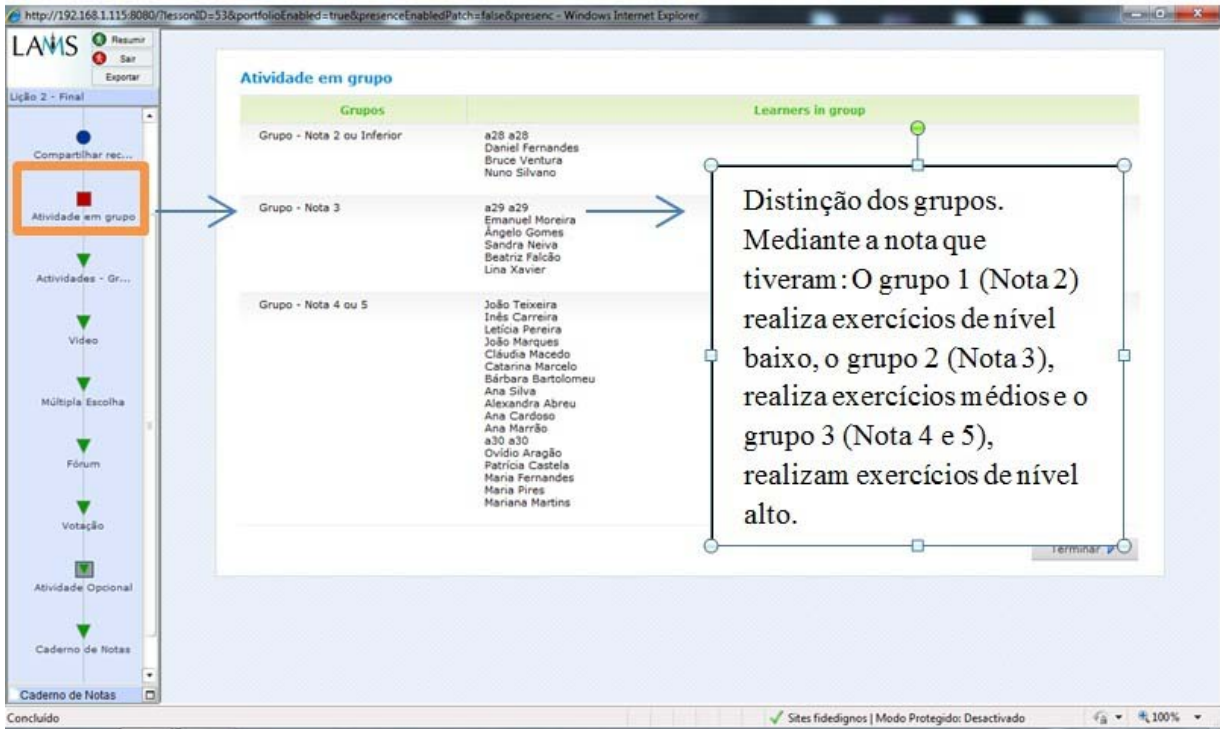 http://192.168.1.115:8080/?lessonID=53&portfolioEnabled=true&presenceEnabledPatch=false&presenc - Windows Internet Explorer
LAMS
Resumir
Sair
Exportar
Lição 2 - Final
Compartilhar rec...
Atividade em grupo
Actividades - Gr...
Video
Múltipla Escolha
Fórum
Votação
Atividade Opcional
Caderno de Notas
Caderno de Notas
Atividade em grupo
Grupos
Learners in group
Grupo - Nota 2 ou Inferior
a28 a28
Daniel Fernandes
Bruce Ventura
Nuno Silvano
Grupo - Nota 3
a29 a29
Emanuel Moreira
Ângelo Gomes
Sandra Neiva
Beatriz Falcão
Lina Xavier
Grupo - Nota 4 ou 5
João Teixeira
Inês Carreira
Letícia Pereira
João Marques
Cláudia Macedo
Catarina Marcelo
Bárbara Bartolomeu
Ana Silva
Alexandra Abreu
Ana Cardoso
Ana Marrão
a30 a30
Ovídio Aragão
Patrícia Castela
Maria Fernandes
Maria Pires
Mariana Martins
Distinção dos grupos.
Mediante a nota que
tiveram: O grupo 1 (Nota 2)
realiza exercícios de nível
baixo, o grupo 2 (Nota 3),
realiza exercícios médios e o
grupo 3 (Nota 4 e 5),
realizam exercícios de nível
alto.
Terminar
Concluído
Sites fidedignos | Modo Protegido: Desactivado
100%